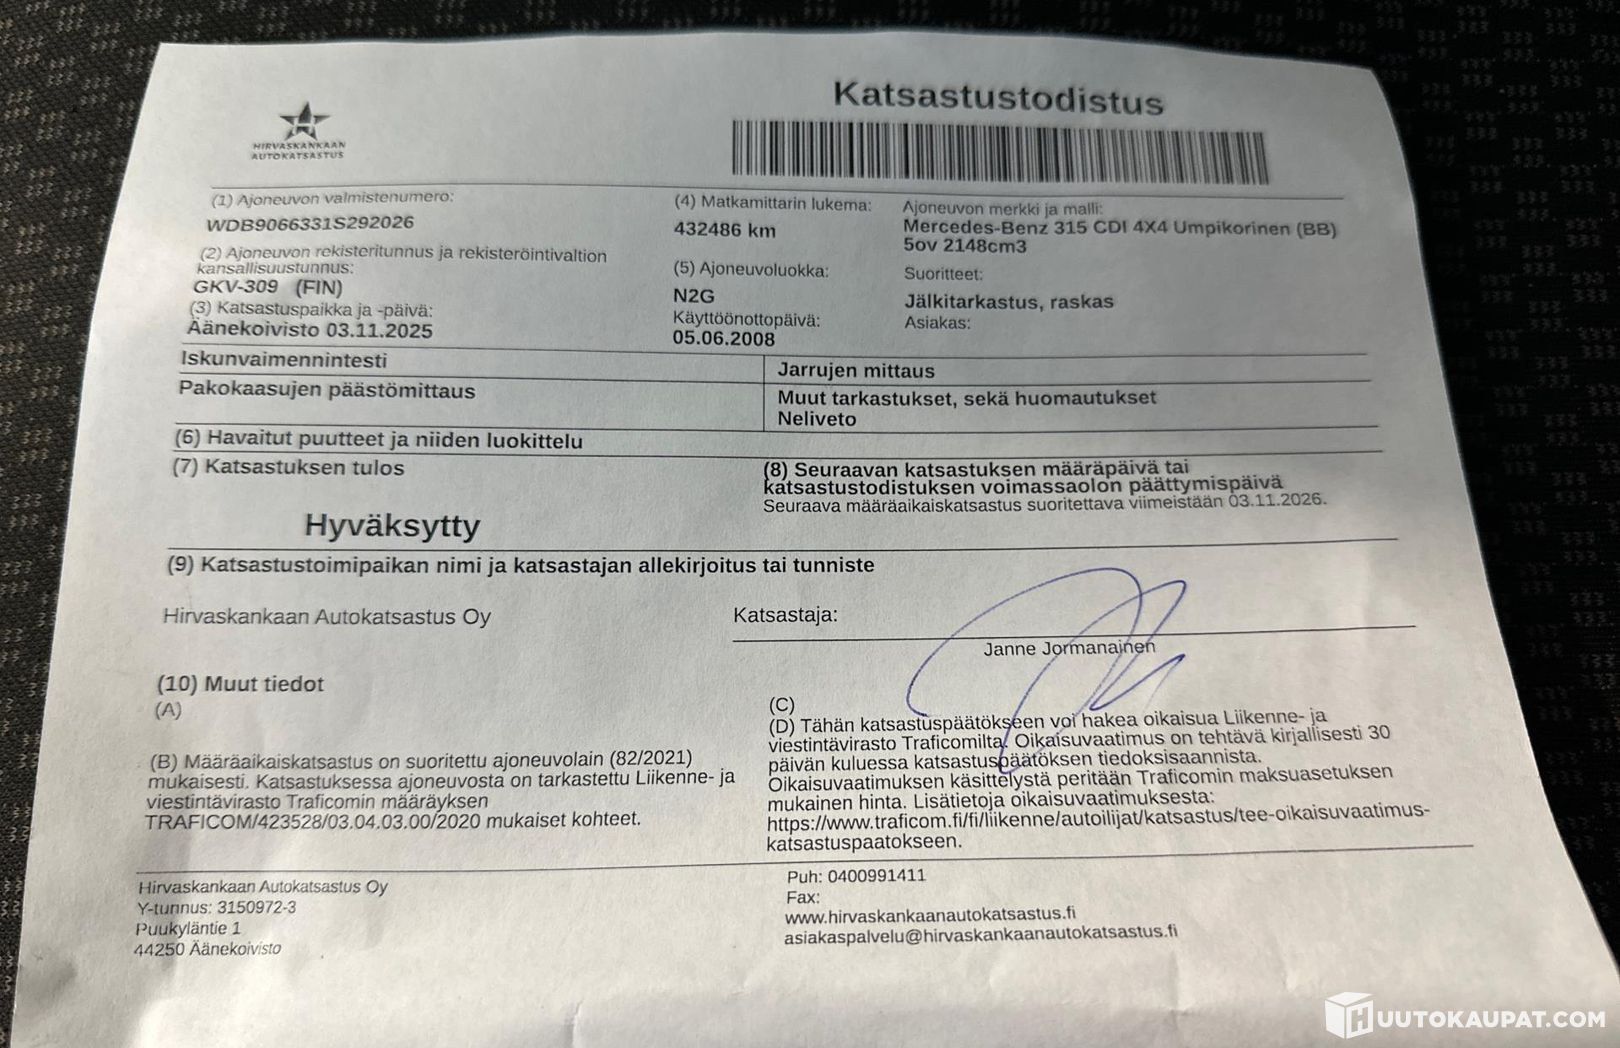 Katsastustodistus
HIRVASKANKAAN
AUTOKATSASTUS
(1) Ajoneuvon valmistenumero:
WDB9066331S292026
(2) Ajoneuvon rekisteritunnus ja rekisteröintivaltion
kansallisuustunnus:
GKV-309 (FIN)
(3) Katsastuspaikka ja -päivä:
Äänekoivisto 03.11.2025
(4) Matkamittarin lukema:
432486 km
(5) Ajoneuvoluokka:
N2G
Käyttöönottopäivä:
05.06.2008
Ajoneuvon merkki ja malli:
Mercedes-Benz 315 CDI 4X4 Umpikorinen (BB)
5ov 2148cm3
Suoritteet:
Jälkitarkastus, raskas
Asiakas:
Iskunvaimennintesti
Jarrujen mittaus
Pakokaasujen päästömittaus
Muut tarkastukset, sekä huomautukset
Neliveto
(6) Havaitut puutteet ja niiden luokittelu
(7) Katsastuksen tulos
Hyväksytty
(8) Seuraavan katsastuksen määräpäivä tai
katsastustodistuksen voimassaolon päättymispäivä
Seuraava määräaikaiskatsastus suoritettava viimeistään 03.11.2026.
(9) Katsastustoimipaikan nimi ja katsastajan allekirjoitus tai tunniste
Hirvaskankaan Autokatsastus Oy
Katsastaja:
Janne Jormanainen
(10) Muut tiedot
(A)
(B) Määräaikaiskatsastus on suoritettu ajoneuvolain (82/2021)
mukaisesti. Katsastuksessa ajoneuvosta on tarkastettu Liikenne- ja
viestintävirasto Traficomin määräyksen
TRAFICOM/423528/03.04.03.00/2020 mukaiset kohteet.
(C)
(D) Tähän katsastuspäätökseen voi hakea oikaisua Liikenne- ja
viestintävirasto Traficomilta. Oikaisuvaatimus on tehtävä kirjallisesti 30
päivän kuluessa katsastuspäätöksen tiedoksisaannista.
Oikaisuvaatimuksen käsittelystä peritään Traficomin maksuasetuksen
mukainen hinta. Lisätietoja oikaisuvaatimuksesta:
https://www.traficom.fi/fi/liikenne/autoilijat/katsastus/tee-oikaisuvaatimus-
katsastuspaatokseen.
Hirvaskankaan Autokatsastus Oy
Y-tunnus: 3150972-3
Puukyläntie 1
44250 Äänekoivisto
Puh: 0400991411
Fax:
www.hirvaskankaanautokatsastus.fi
asiakaspalvelu@hirvaskankaanautokatsastus.fi
HUUTOKAUPAT.COM